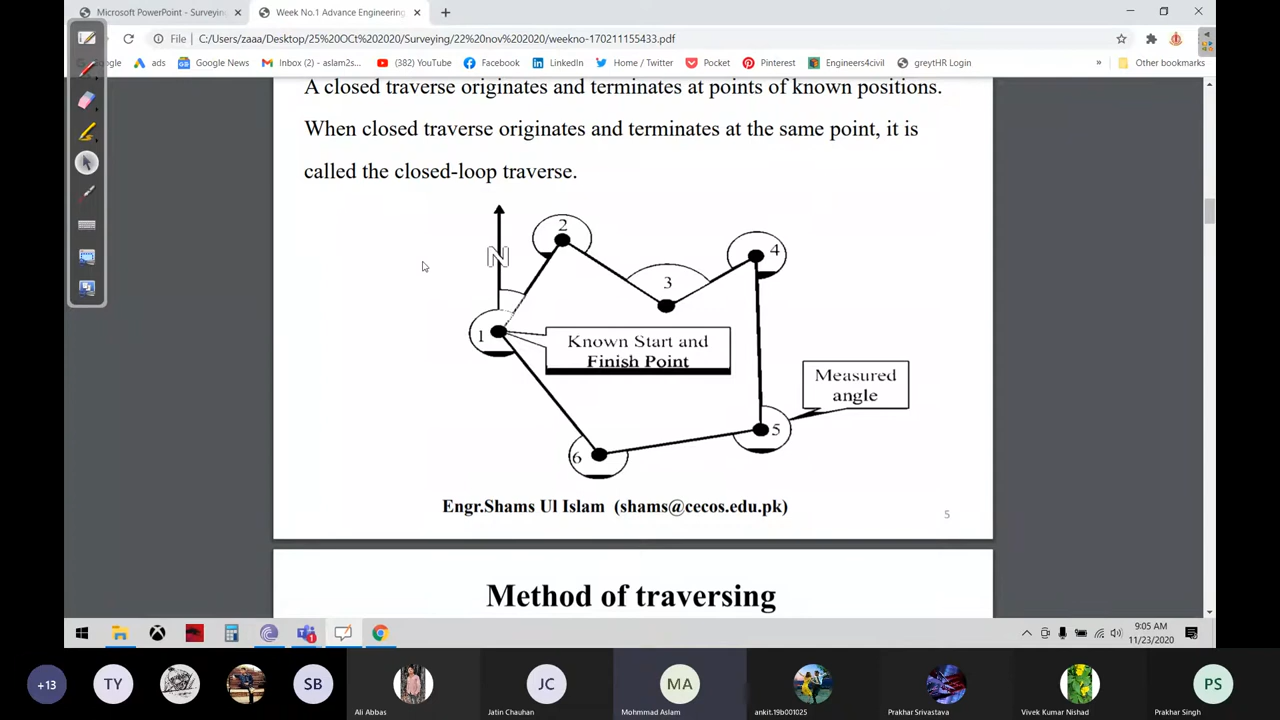 Microsoft PowerPoint - Surveyin
Week No.1 Advance Engineering
File
C:/Users/zaaa/Desktop/25%20OCt%202020/Surveying/22%20nov%202020/weekno-170211155433.pdf
ogle
ads
Google News
Inbox (2) - aslam2s...
(382) YouTube
Facebook
LinkedIn
Home / Twitter
Pocket
Pinterest
Engineers4civil
greytHR Login
»
Other bookmarks
A closed traverse originates and terminates at points of known positions.
When closed traverse originates and terminates at the same point, it is
called the closed-loop traverse.
2
4
N
3
1
Known Start and
Finish Point
Measured
angle
5
6
Engr.Shams Ul Islam (shams@cecos.edu.pk)
5
Method of traversing
1
9:05 AM
11/23/2020
+13
TY
SB
JC
MA
PS
Ali Abbas
Jatin Chauhan
Mohmmad Aslam
ankit.19b001025
Prakhar Srivastava
Vivek Kumar Nishad
Prakhar Singh